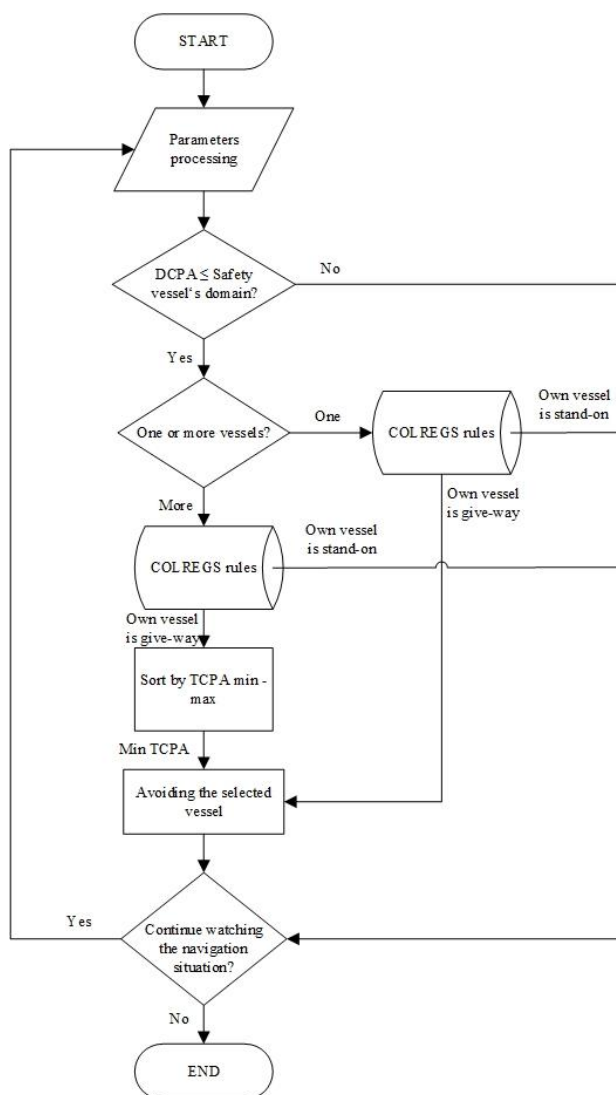 START
Parameters
processing
DCPA ≤ Safety
vessel‘s domain?
No
Yes
One or more vessels?
One
COLREGS rules
Own vessel
is stand-on
Own vessel
is give-way
More
COLREGS rules
Own vessel
is stand-on
Own vessel
is give-way
Sort by TCPA min -
max
Min TCPA
Avoiding the selected
vessel
Yes
Continue watching
the navigation
situation?
No
END